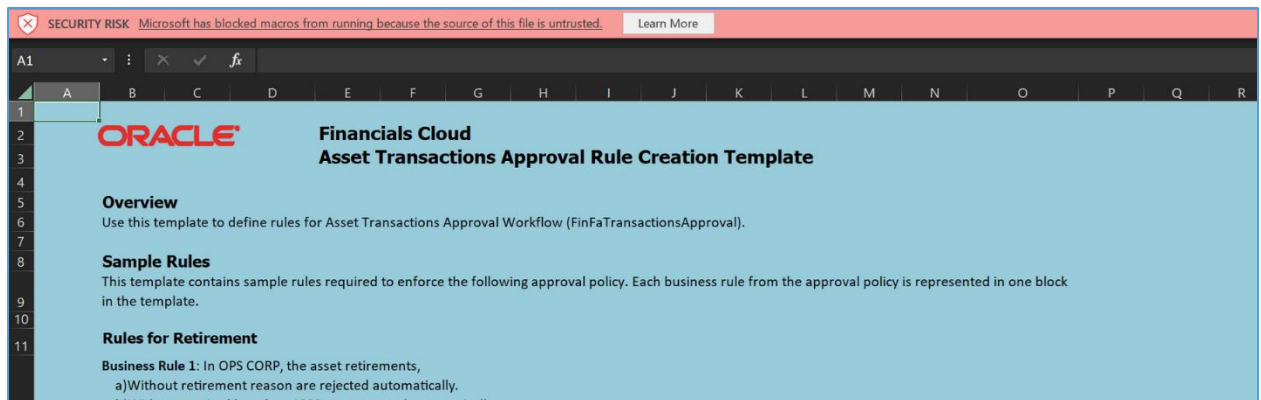 SECURITY RISK Microsoft has blocked macros from running because the source of this file is untrusted. Learn More
A1 fx
A B C D E F G H I J K L M N O P Q R
1
2 ORACLE Financials Cloud
3 Asset Transactions Approval Rule Creation Template
4
5 Overview
6 Use this template to define rules for Asset Transactions Approval Workflow (FinFaTransactionsApproval).
7
8 Sample Rules
This template contains sample rules required to enforce the following approval policy. Each business rule from the approval policy is represented in one block
9 in the template.
10
11 Rules for Retirement
Business Rule 1: In OPS CORP, the asset retirements,
a)Without retirement reason are rejected automatically.